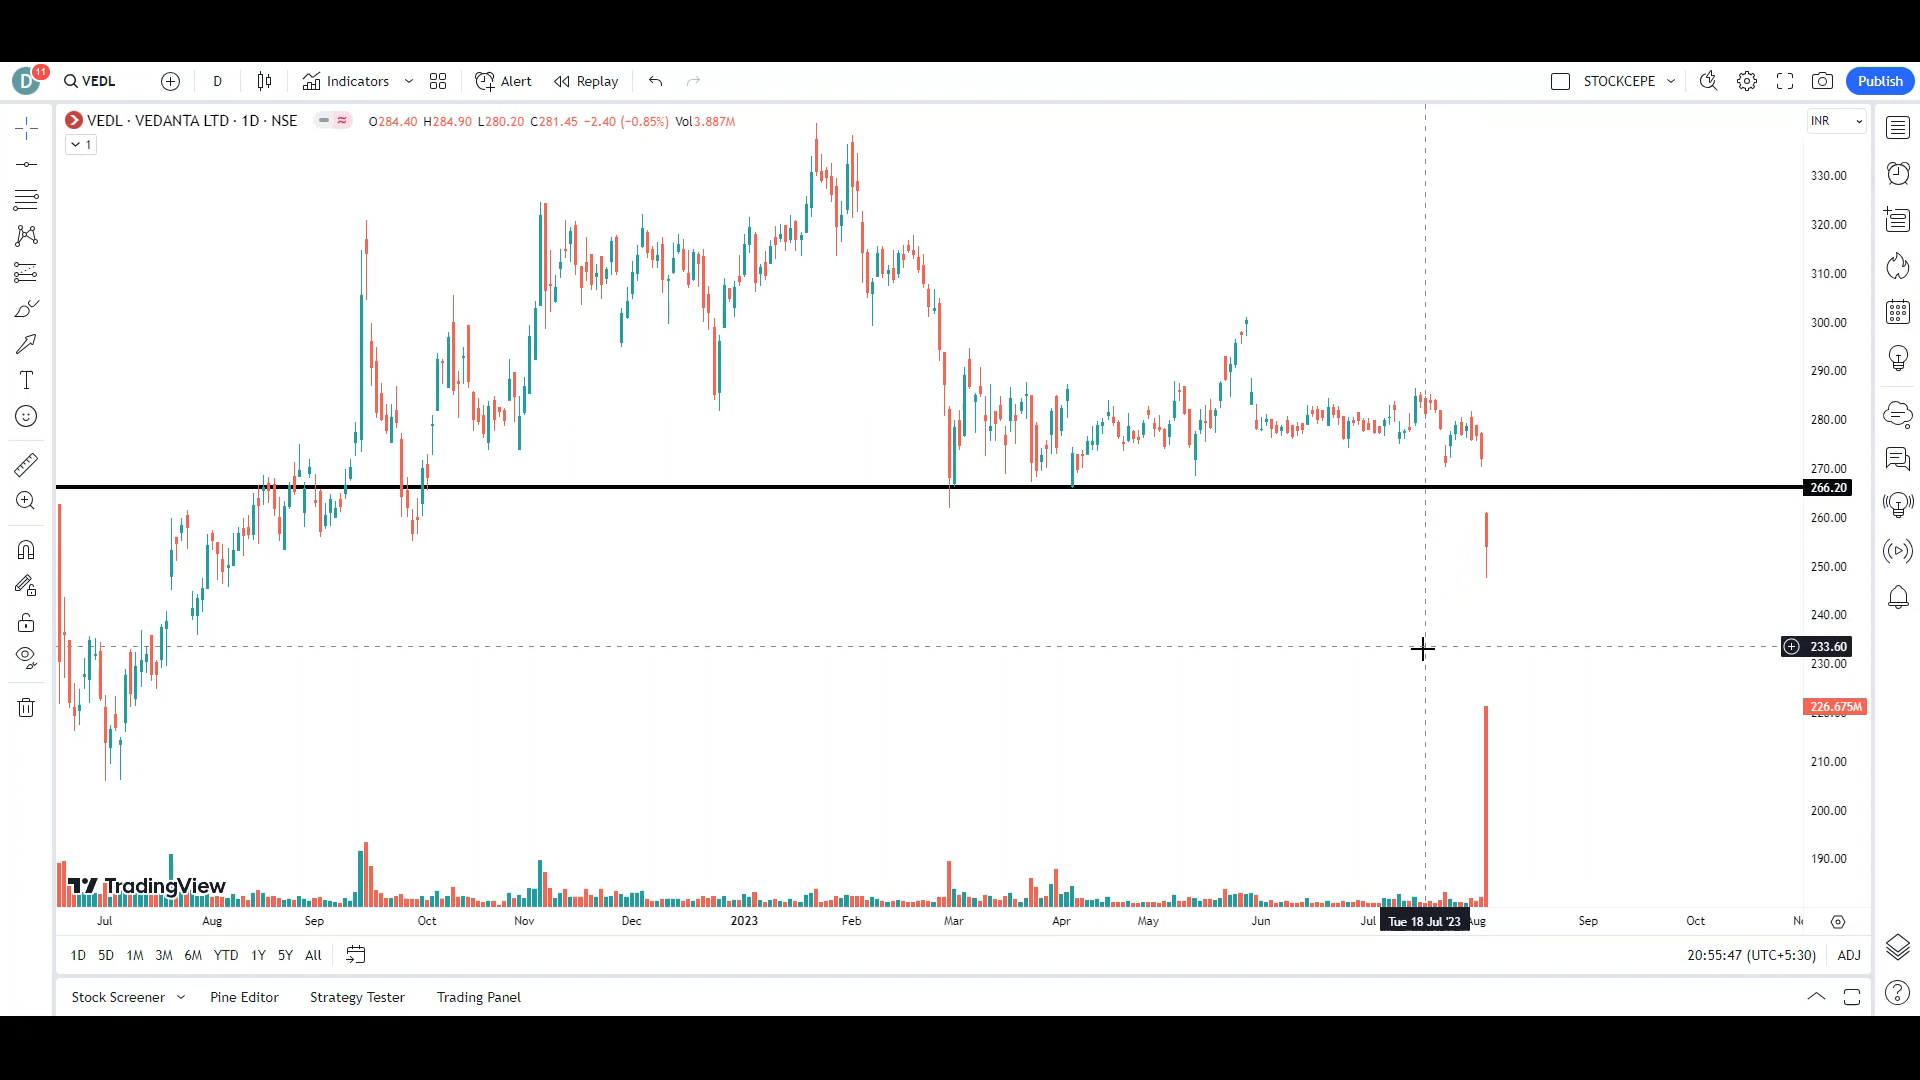 D 11 VEDL D Indicators Alert Replay STOCKCEPE Publish
VEDL · VEDANTA LTD · 1D · NSE O284.40 H284.90 L280.20 C281.45 −2.40 (−0.85%) Vol3.887M INR
1
330.00
320.00
310.00
300.00
290.00
280.00
270.00
266.20
260.00
250.00
240.00
233.60
230.00
226.675M
210.00
200.00
190.00
TradingView
Jul Aug Sep Oct Nov Dec 2023 Feb Mar Apr May Jun Jul Tue 18 Jul '23 Aug Sep Oct
1D 5D 1M 3M 6M YTD 1Y 5Y All 20:55:47 (UTC+5:30) ADJ
Stock Screener Pine Editor Strategy Tester Trading Panel